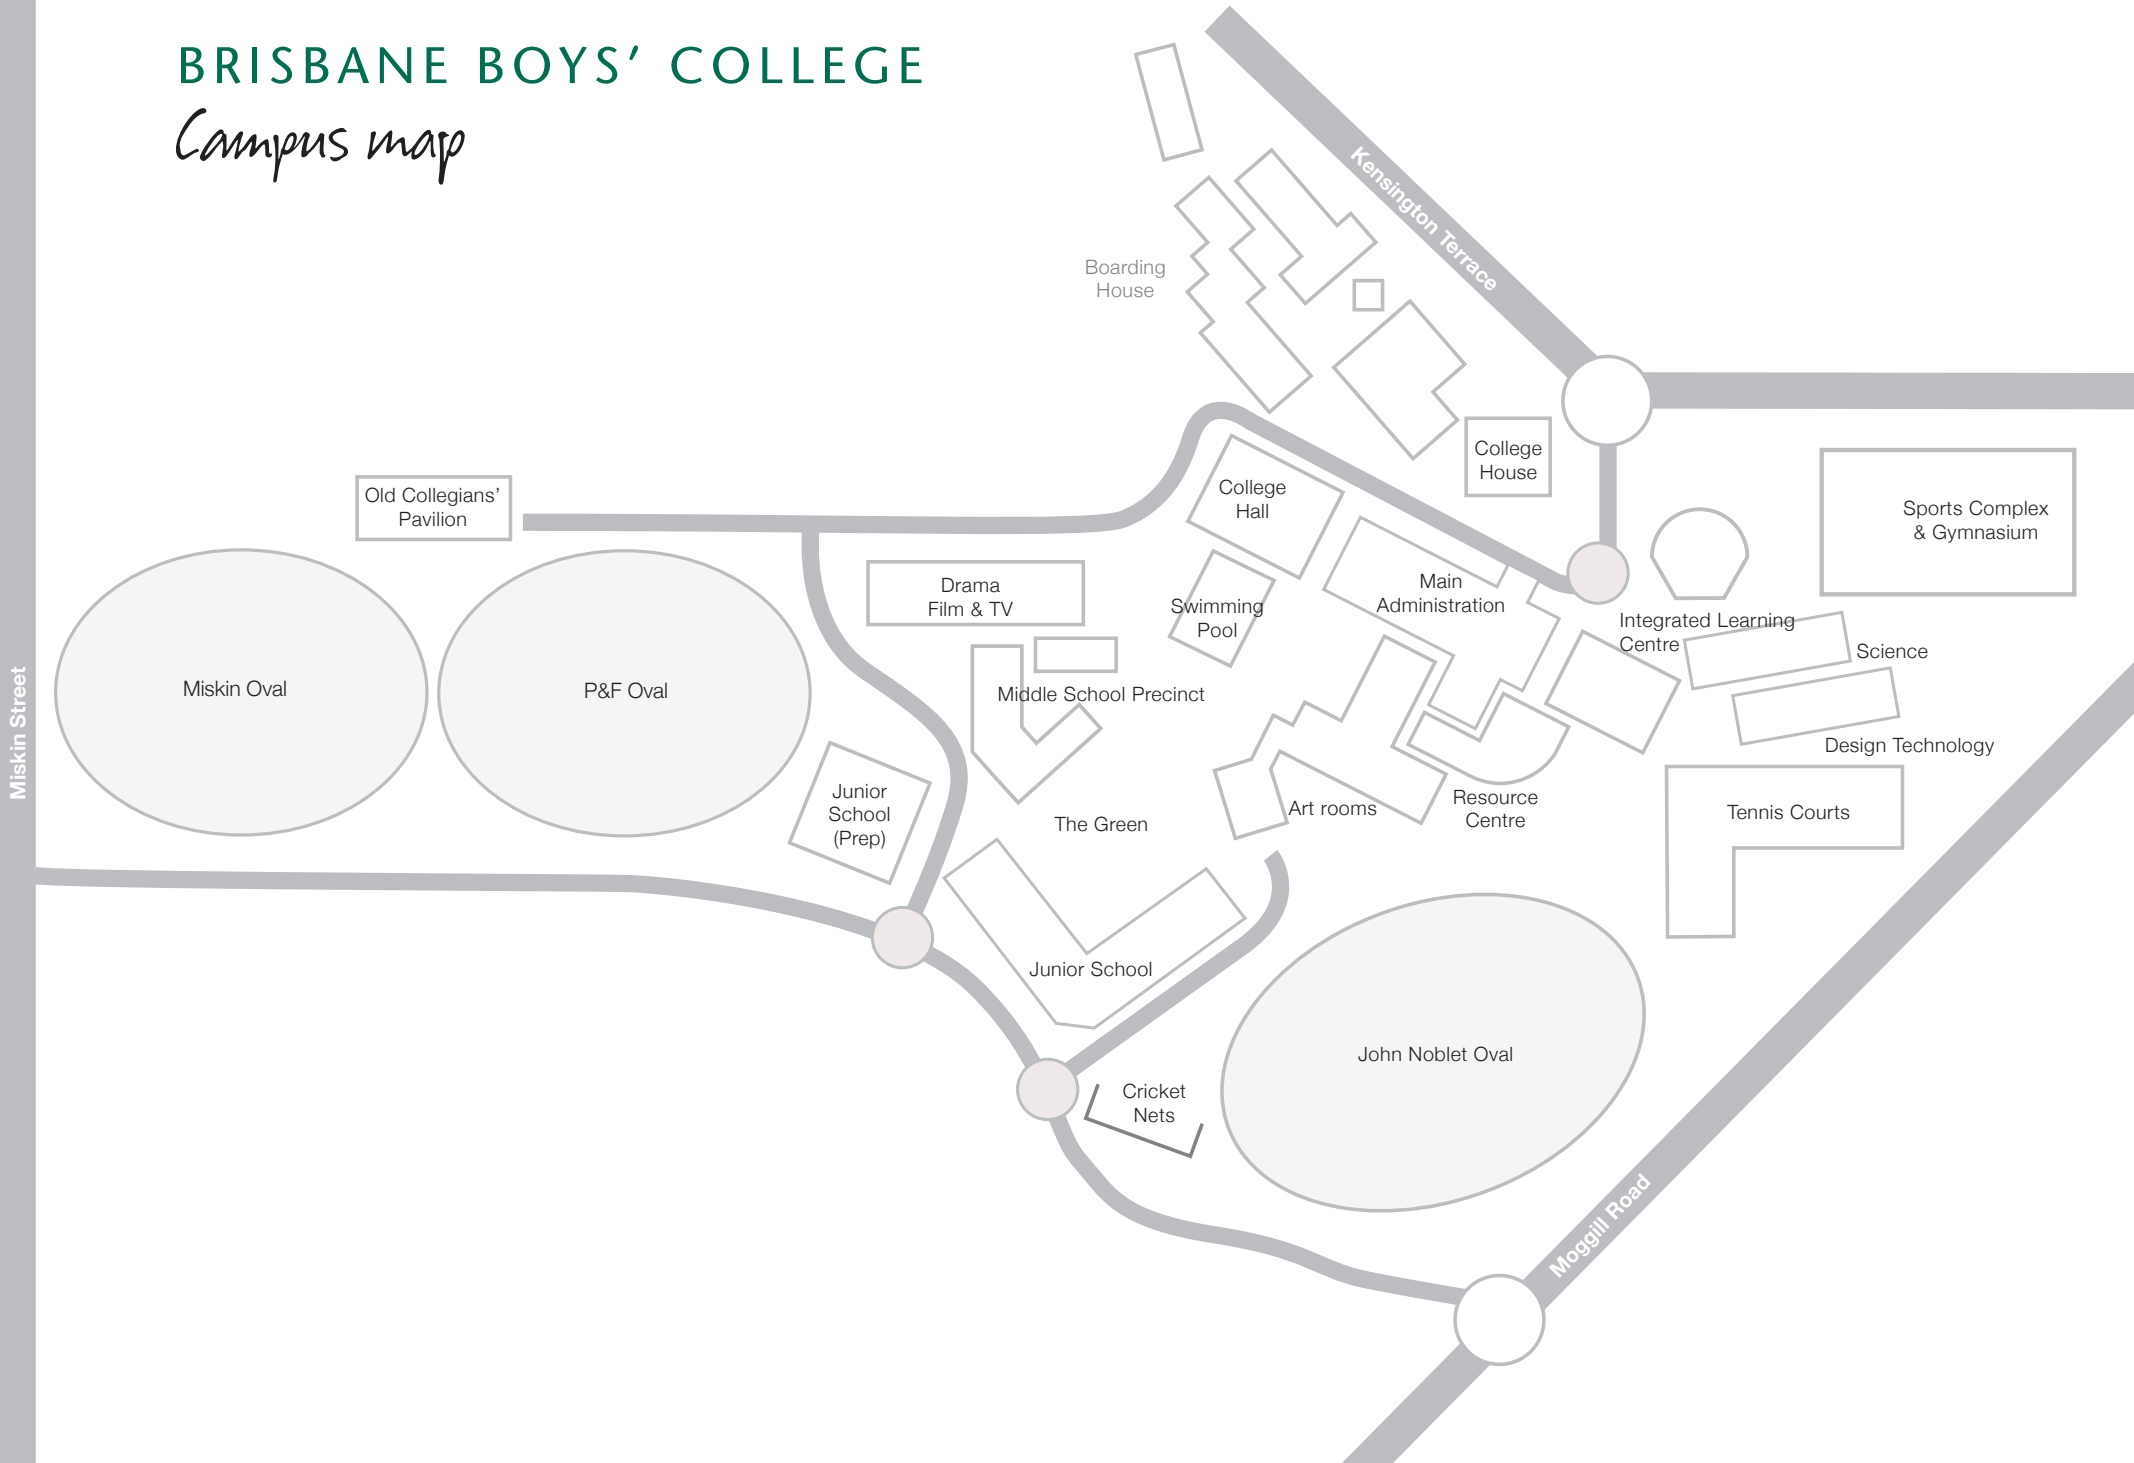 BRISBANE BOYS’ COLLEGE
Campus map
Kensington Terrace
Boarding
House
College
House
College
Hall
Old Collegians’
Pavilion
Sports Complex
& Gymnasium
Drama
Film & TV
Swimming
Pool
Main
Administration
Integrated Learning
Centre
Science
Miskin Street
Miskin Oval
P&F Oval
Middle School Precinct
Design Technology
Junior
School
(Prep)
The Green
Art rooms
Resource
Centre
Tennis Courts
Junior School
John Noblet Oval
Cricket
Nets
Moggill Road